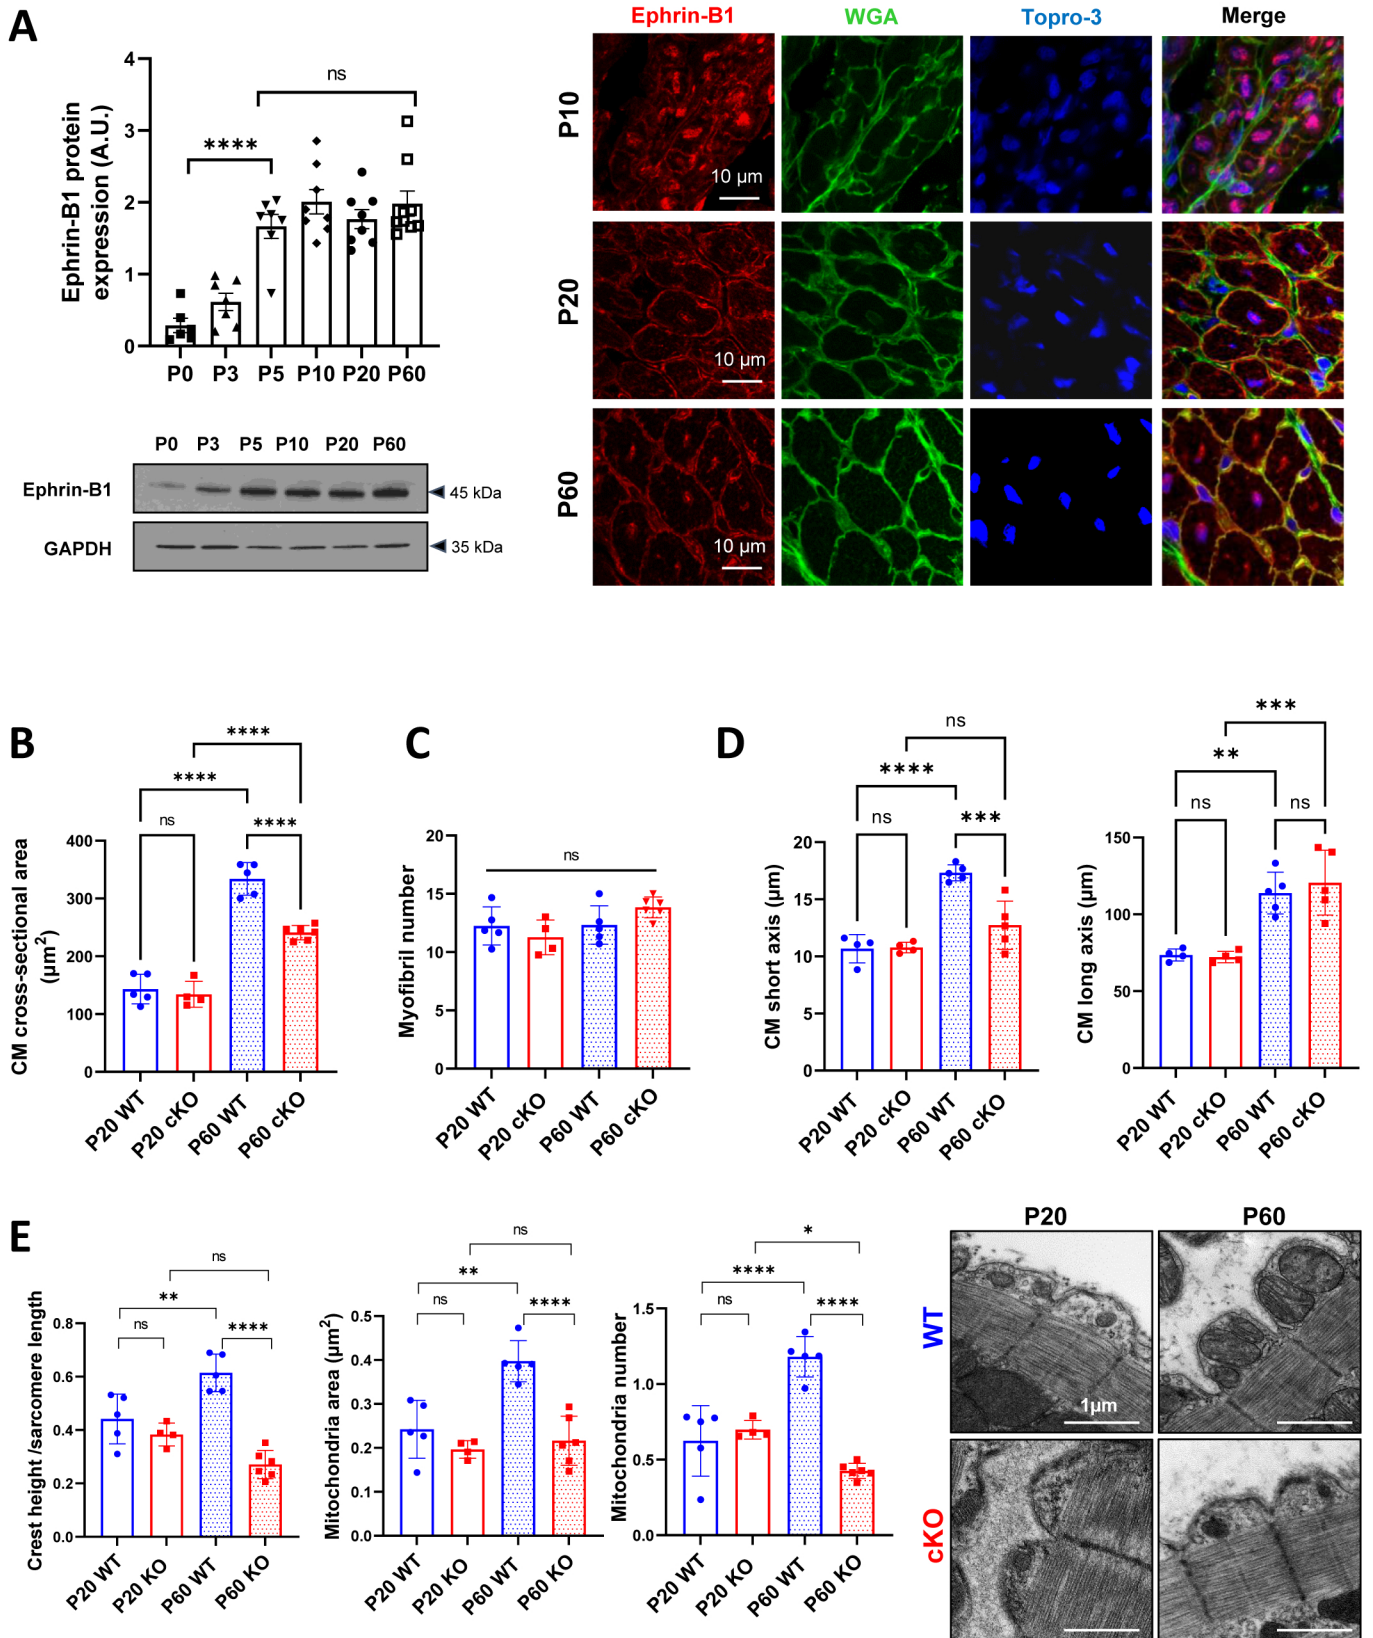 A
Ephrin-B1 protein
expression (A.U.)
4
3
2
1
0
****
ns
P0 P3 P5 P10 P20 P60
P0 P3 P5 P10 P20 P60
Ephrin-B1
45 kDa
GAPDH
35 kDa
Ephrin-B1 WGA Topro-3 Merge
P10
10 µm
P20
10 µm
P60
10 µm
B
CM cross-sectional area
(µm2)
400
300
200
100
0
****
****
ns
****
P20 WT
P20 cKO
P60 WT
P60 cKO
C
Myofibril number
20
15
10
5
0
ns
P20 WT
P20 cKO
P60 WT
P60 cKO
D
CM short axis (µm)
20
15
10
5
0
ns
****
ns
***
P20 WT
P20 cKO
P60 WT
P60 cKO
CM long axis (µm)
150
100
50
0
***
**
ns
ns
P20 WT
P20 cKO
P60 WT
P60 cKO
E
Crest height /sarcomere length
0.8
0.6
0.4
0.2
0.0
ns
**
ns
****
P20 WT
P20 KO
P60 WT
P60 KO
Mitochondria area (µm2)
0.5
0.4
0.3
0.2
0.1
0.0
ns
**
ns
****
P20 WT
P20 KO
P60 WT
P60 KO
Mitochondria number
1.5
1.0
0.5
0.0
*
****
ns
****
P20 WT
P20 KO
P60 WT
P60 KO
P20 P60
WT
1µm
cKO